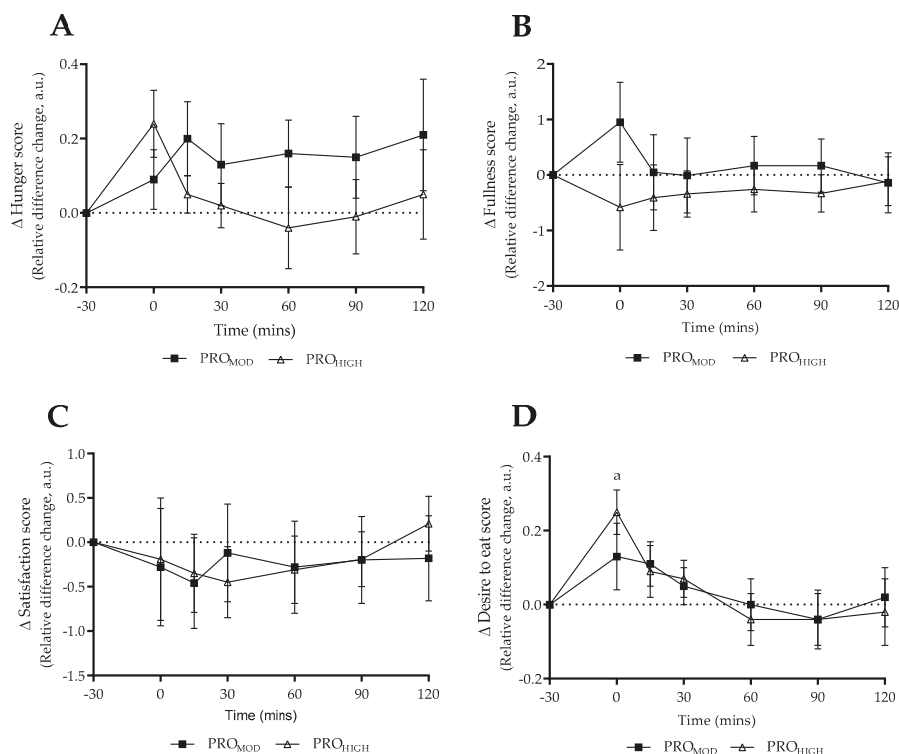 A
Δ Hunger score
(Relative difference change, a.u.)
0.4
0.2
0.0
-0.2
-30 0 30 60 90 120
Time (mins)
PROMOD PROHIGH
B
Δ Fullness score
(Relative difference change, a.u.)
2
1
0
-1
-2
-30 0 30 60 90 120
Time (mins)
PROMOD PROHIGH
C
Δ Satisfaction score
(Relative difference change, a.u.)
1.0
0.5
0.0
-0.5
-1.0
-1.5
-30 0 30 60 90 120
Time (mins)
PROMOD PROHIGH
D
Δ Desire to eat score
(Relative difference change, a.u.)
0.4
a
0.2
0.0
-0.2
-30 0 30 60 90 120
Time (mins)
PROMOD PROHIGH